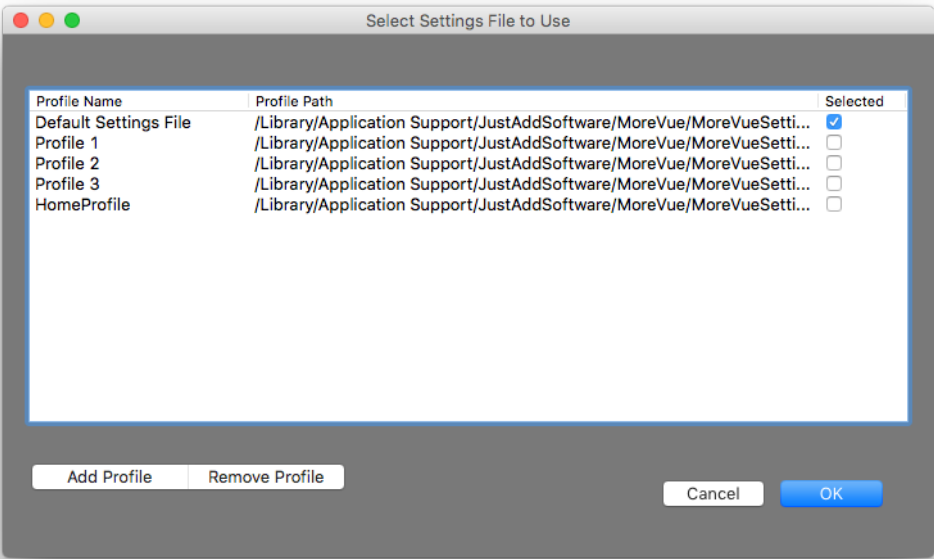 Select Settings File to Use
Profile Name Profile Path Selected
Default Settings File /Library/Application Support/JustAddSoftware/MoreVue/MoreVueSetti...
Profile 1 /Library/Application Support/JustAddSoftware/MoreVue/MoreVueSetti...
Profile 2 /Library/Application Support/JustAddSoftware/MoreVue/MoreVueSetti...
Profile 3 /Library/Application Support/JustAddSoftware/MoreVue/MoreVueSetti...
HomeProfile /Library/Application Support/JustAddSoftware/MoreVue/MoreVueSetti...
Add Profile Remove Profile
Cancel OK